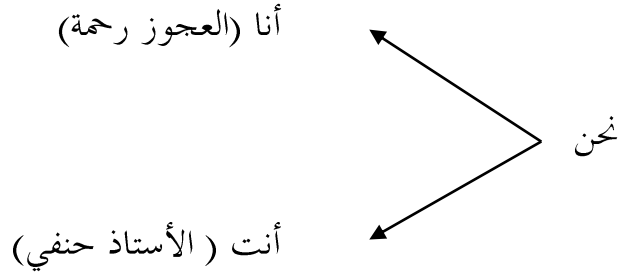 أنا (العجوز رحمة)
نحن
أنت ( الأستاذ حنفي)